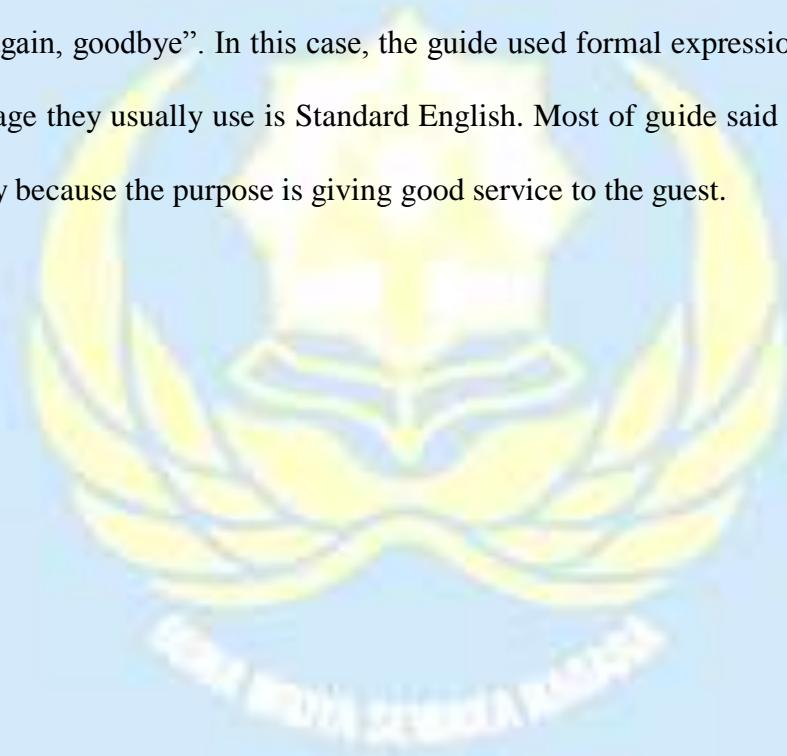 gain, goodbye”. In this case, the guide used formal expressio
age they usually use is Standard English. Most of guide said
y because the purpose is giving good service to the guest.